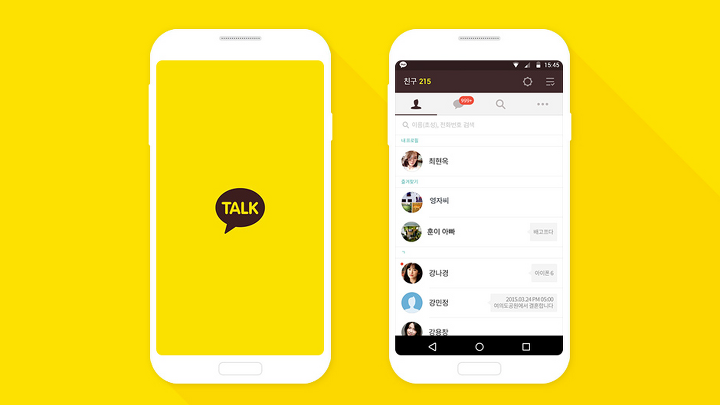 TALK
15:45
친구 215
999+
이름(초성), 전화번호 검색
내 프로필
최현옥
즐겨찾기
엄자씨
훈이 아빠
배고프다
ㄱ
강나경
아이폰 6
강민정
2015.03.24 PM 05:00
여의도공원에서 결혼합니다
강용창